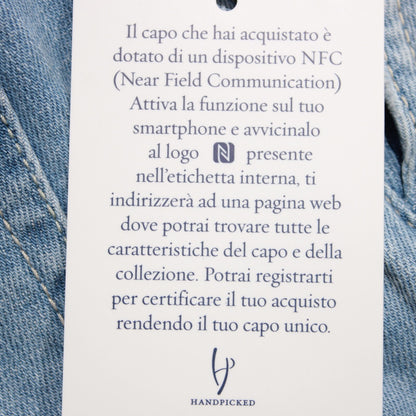 Il capo che hai acquistato è
dotato di un dispositivo NFC
(Near Field Communication)
Attiva la funzione sul tuo
smartphone e avvicinalo
al logo N presente
nell'etichetta interna, ti
indirizzerà ad una pagina web
dove potrai trovare tutte le
caratteristiche del capo e della
collezione. Potrai registrarti
per certificare il tuo acquisto
rendendo il tuo capo unico.
HANDPICKED